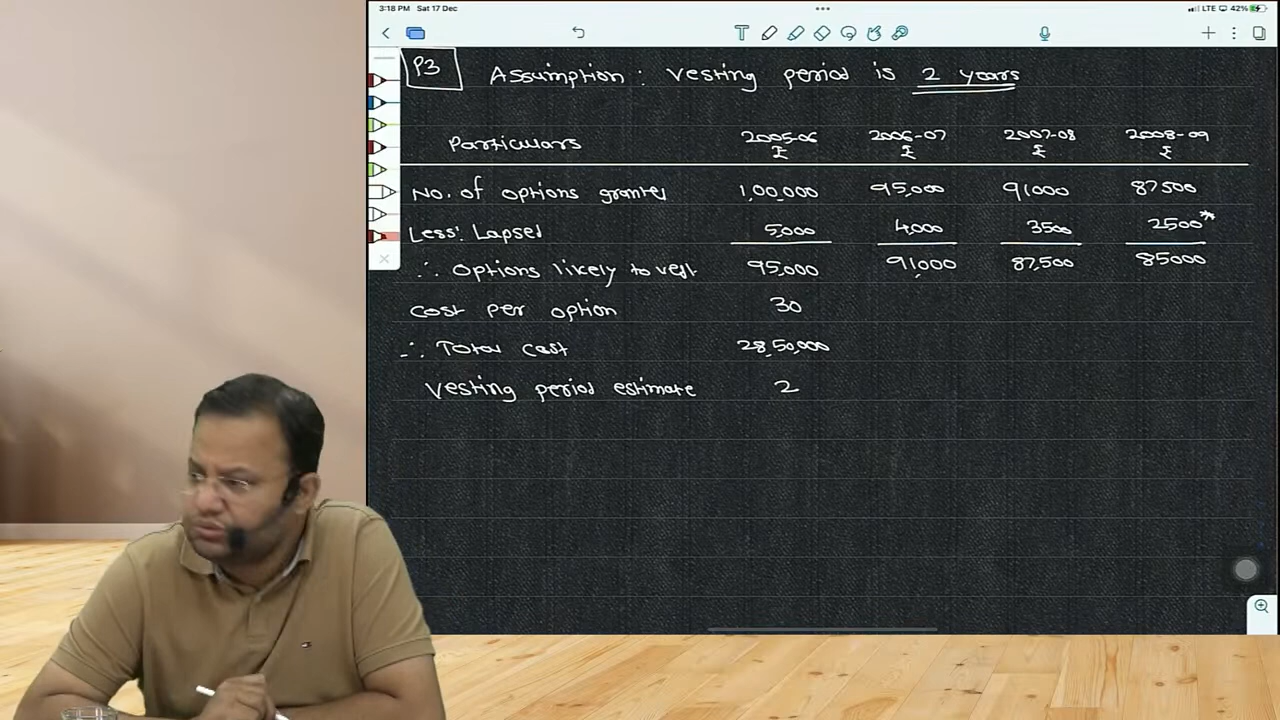 3:18 PM Sat 17 Dec
LTE 42%
P3 Assumption: Vesting period is 2 years
Particulars 2005-06 2006-07 2007-08 2008-09
₹ ₹ ₹ ₹
No. of options granted 1,00,000 95,000 91000 87500
Less: Lapsed 5,000 4,000 3500 2500*
∴ Options likely to vest 95,000 91,000 87,500 85000
Cost per option 30
∴ Total cost 28,50,000
Vesting period estimate 2